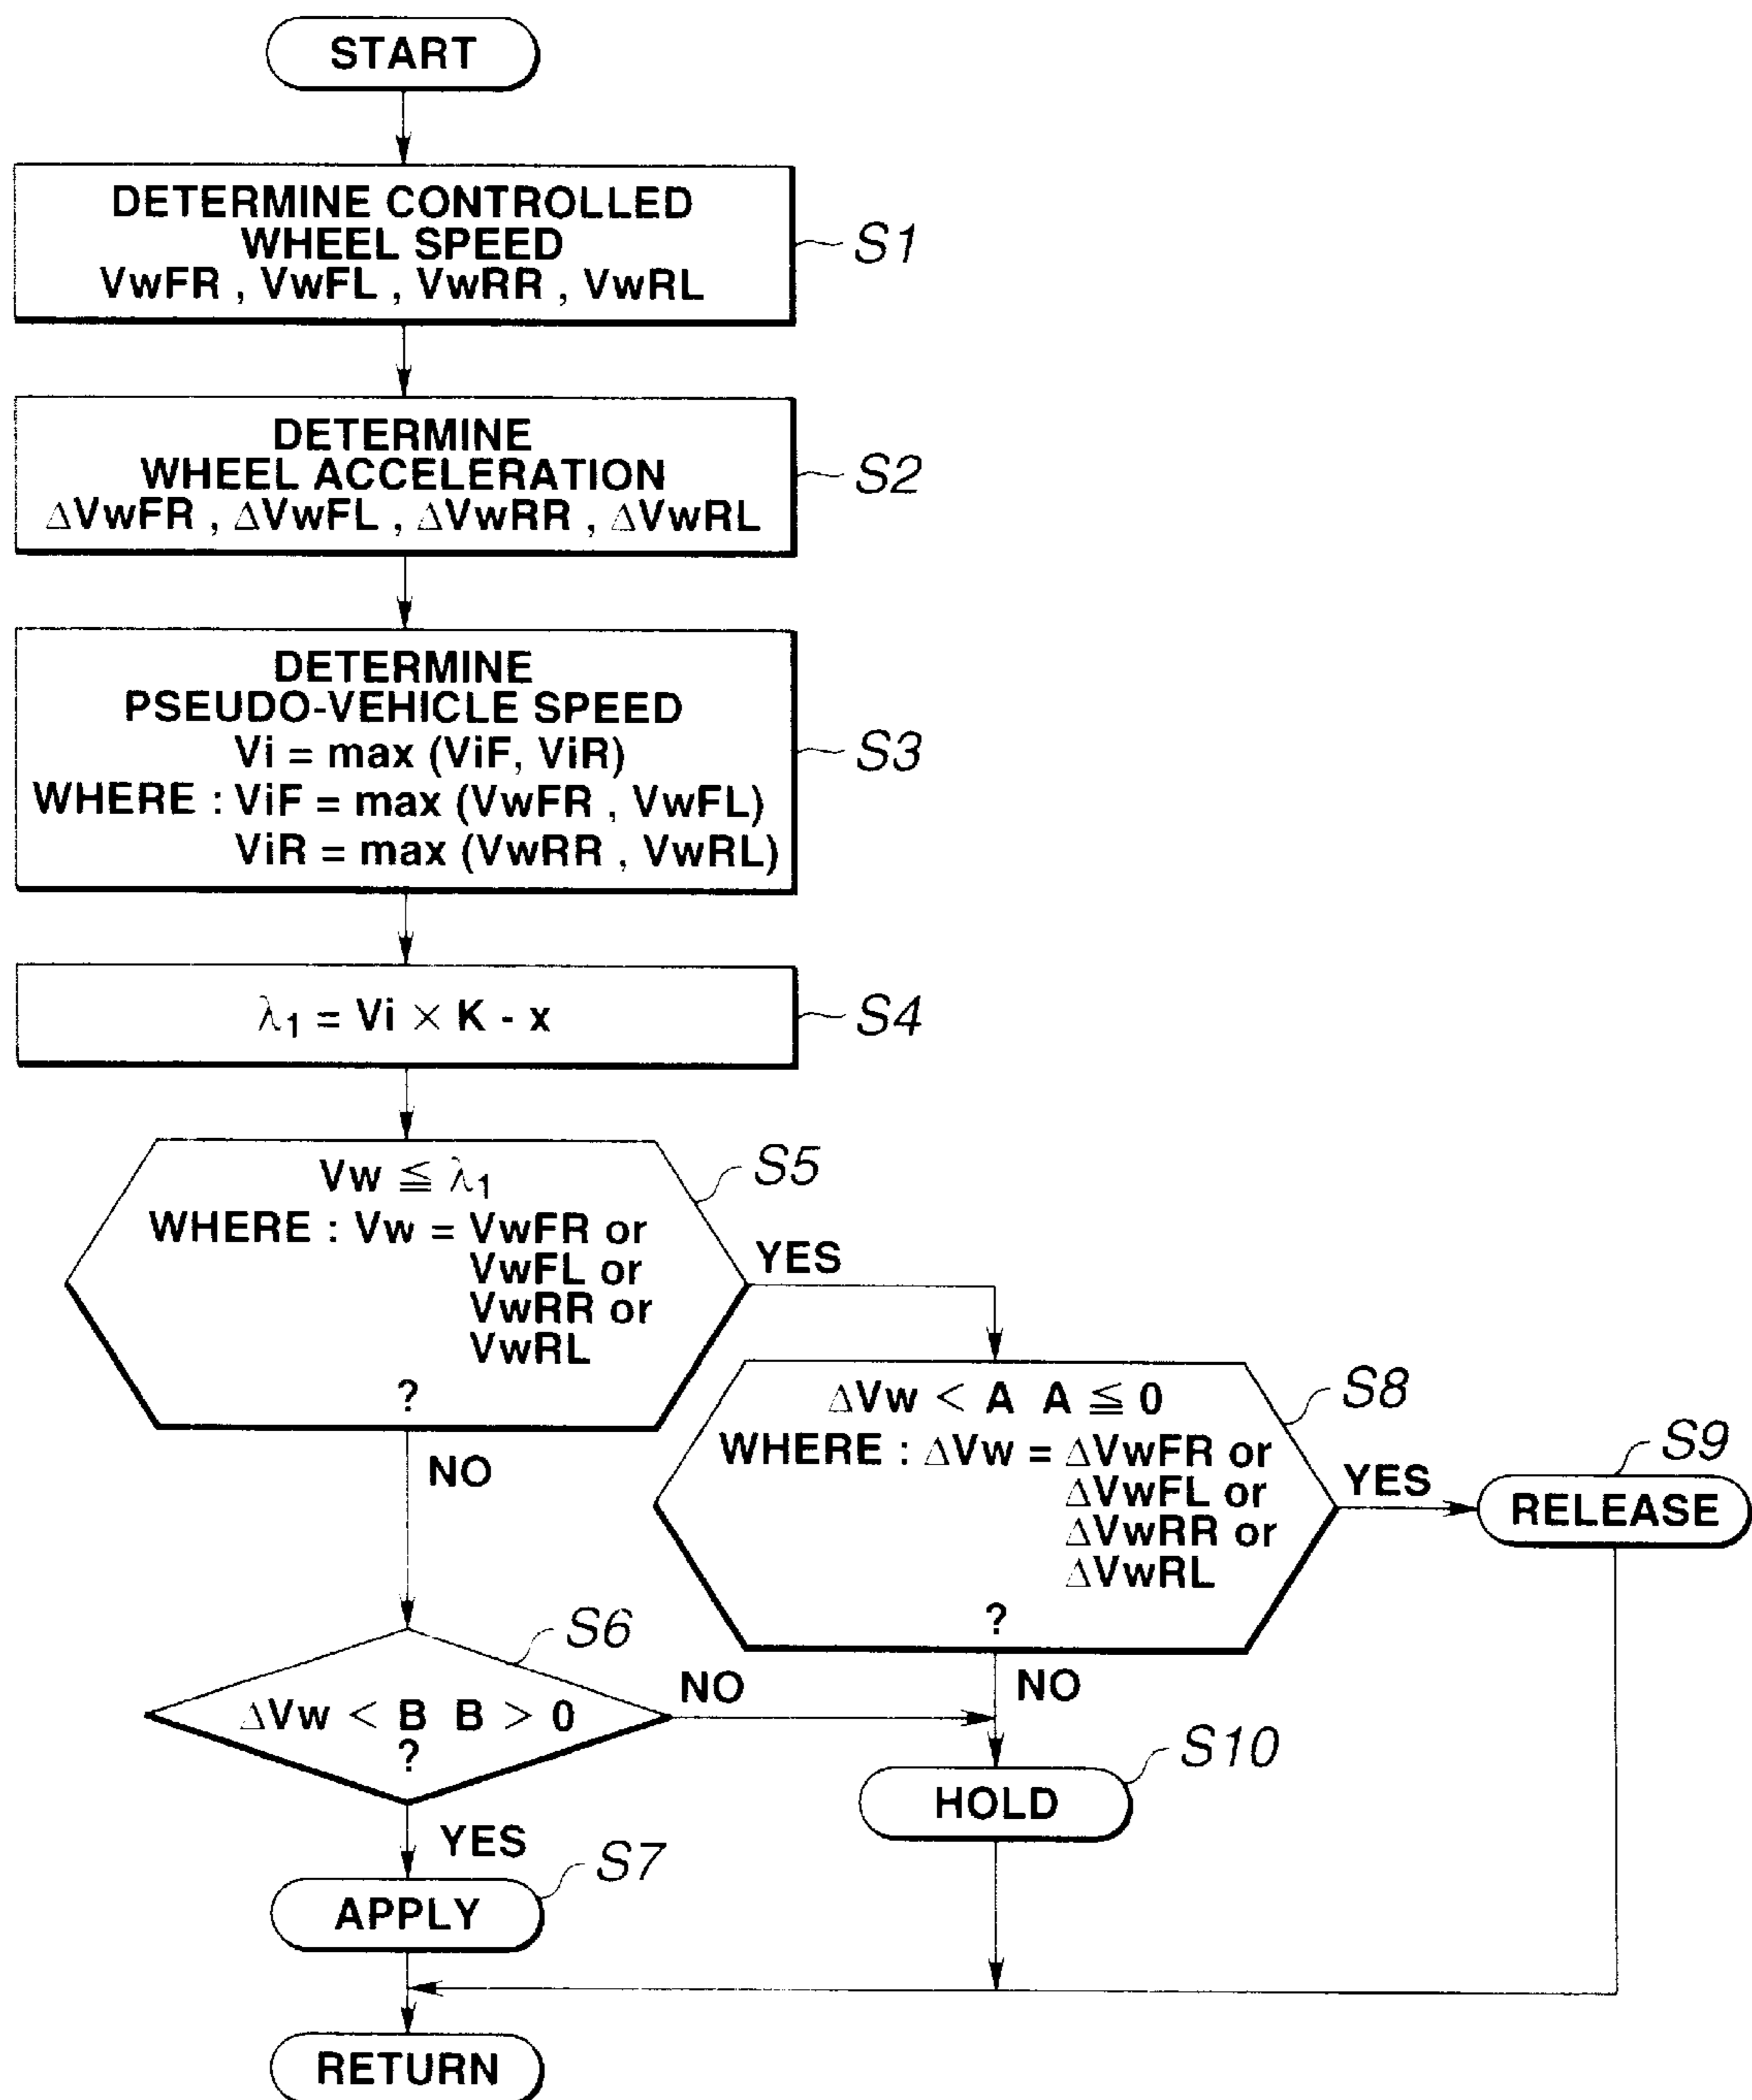 START
DETERMINE CONTROLLED
WHEEL SPEED
VwFR , VwFL , VwRR , VwRL
S1
DETERMINE
WHEEL ACCELERATION
ΔVwFR , ΔVwFL , ΔVwRR , ΔVwRL
S2
DETERMINE
PSEUDO-VEHICLE SPEED
Vi = max (ViF, ViR)
WHERE : ViF = max (VwFR , VwFL)
ViR = max (VwRR , VwRL)
S3
λ1 = Vi × K - x
S4
Vw ≦ λ1
WHERE : Vw = VwFR or
VwFL or
VwRR or
VwRL
?
S5
YES
NO
ΔVw < A A ≦ 0
WHERE : ΔVw = ΔVwFR or
ΔVwFL or
ΔVwRR or
ΔVwRL
?
S8
YES
NO
S9
RELEASE
S6
ΔVw < B B > 0
?
NO
YES
S10
HOLD
S7
APPLY
RETURN